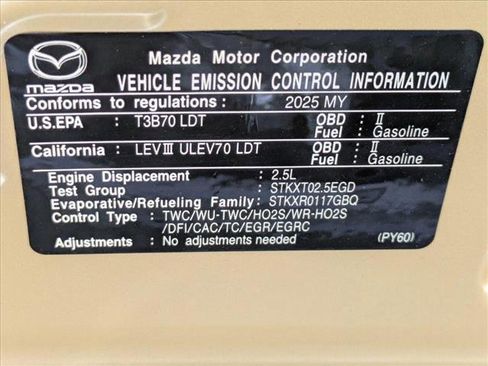 Mazda Motor Corporation
mazda VEHICLE EMISSION CONTROL INFORMATION
Conforms to regulations : 2025 MY
U.S.EPA : T3B70 LDT OBD : II
Fuel : Gasoline
California : LEVIII ULEV70 LDT OBD : II
Fuel : Gasoline
Engine Displacement : 2.5L
Test Group : STKXT02.5EGD
Evaporative/Refueling Family: STKXR0117GBQ
Control Type : TWC/WU-TWC/HO2S/WR-HO2S
/DFI/CAC/TC/EGR/EGRC
Adjustments : No adjustments needed (PY60)